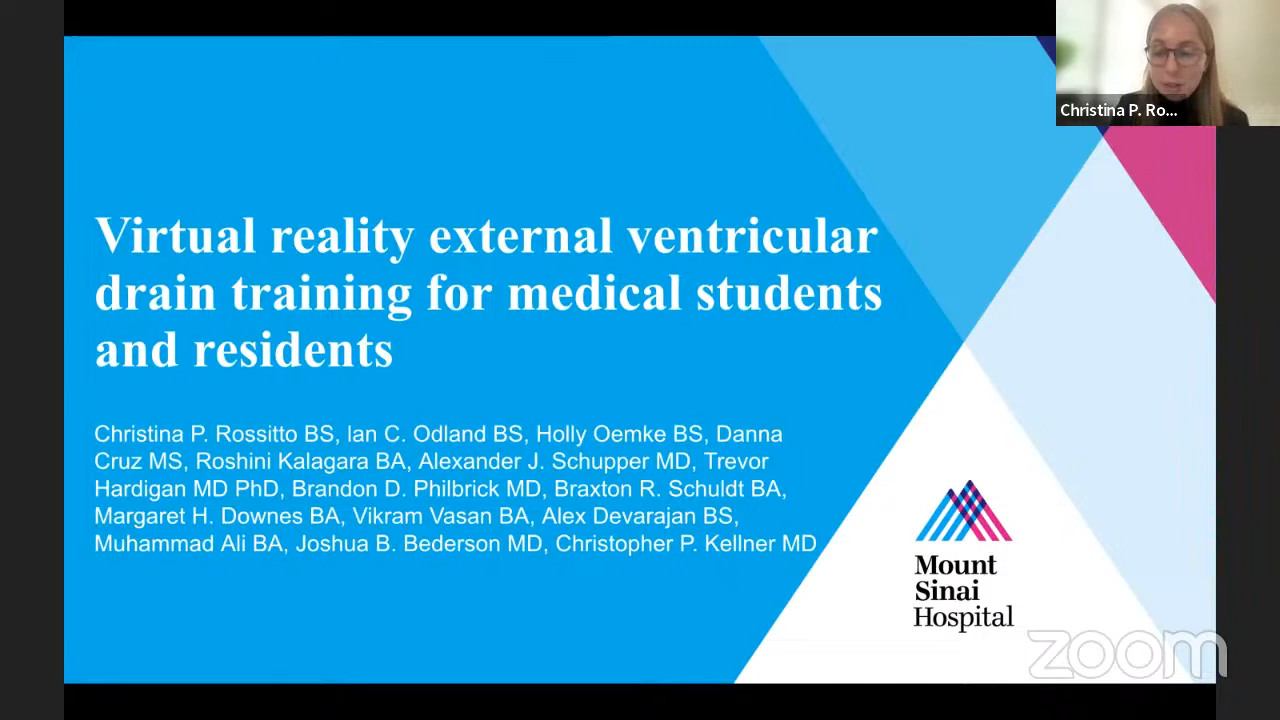 Christina P. Ro...
Virtual reality external ventricular
drain training for medical students
and residents
Christina P. Rossitto BS, Ian C. Odland BS, Holly Oemke BS, Danna
Cruz MS, Roshini Kalagara BA, Alexander J. Schupper MD, Trevor
Hardigan MD PhD, Brandon D. Philbrick MD, Braxton R. Schuldt BA,
Margaret H. Downes BA, Vikram Vasan BA, Alex Devarajan BS,
Muhammad Ali BA, Joshua B. Bederson MD, Christopher P. Kellner MD
Mount
Sinai
Hospital
zoom